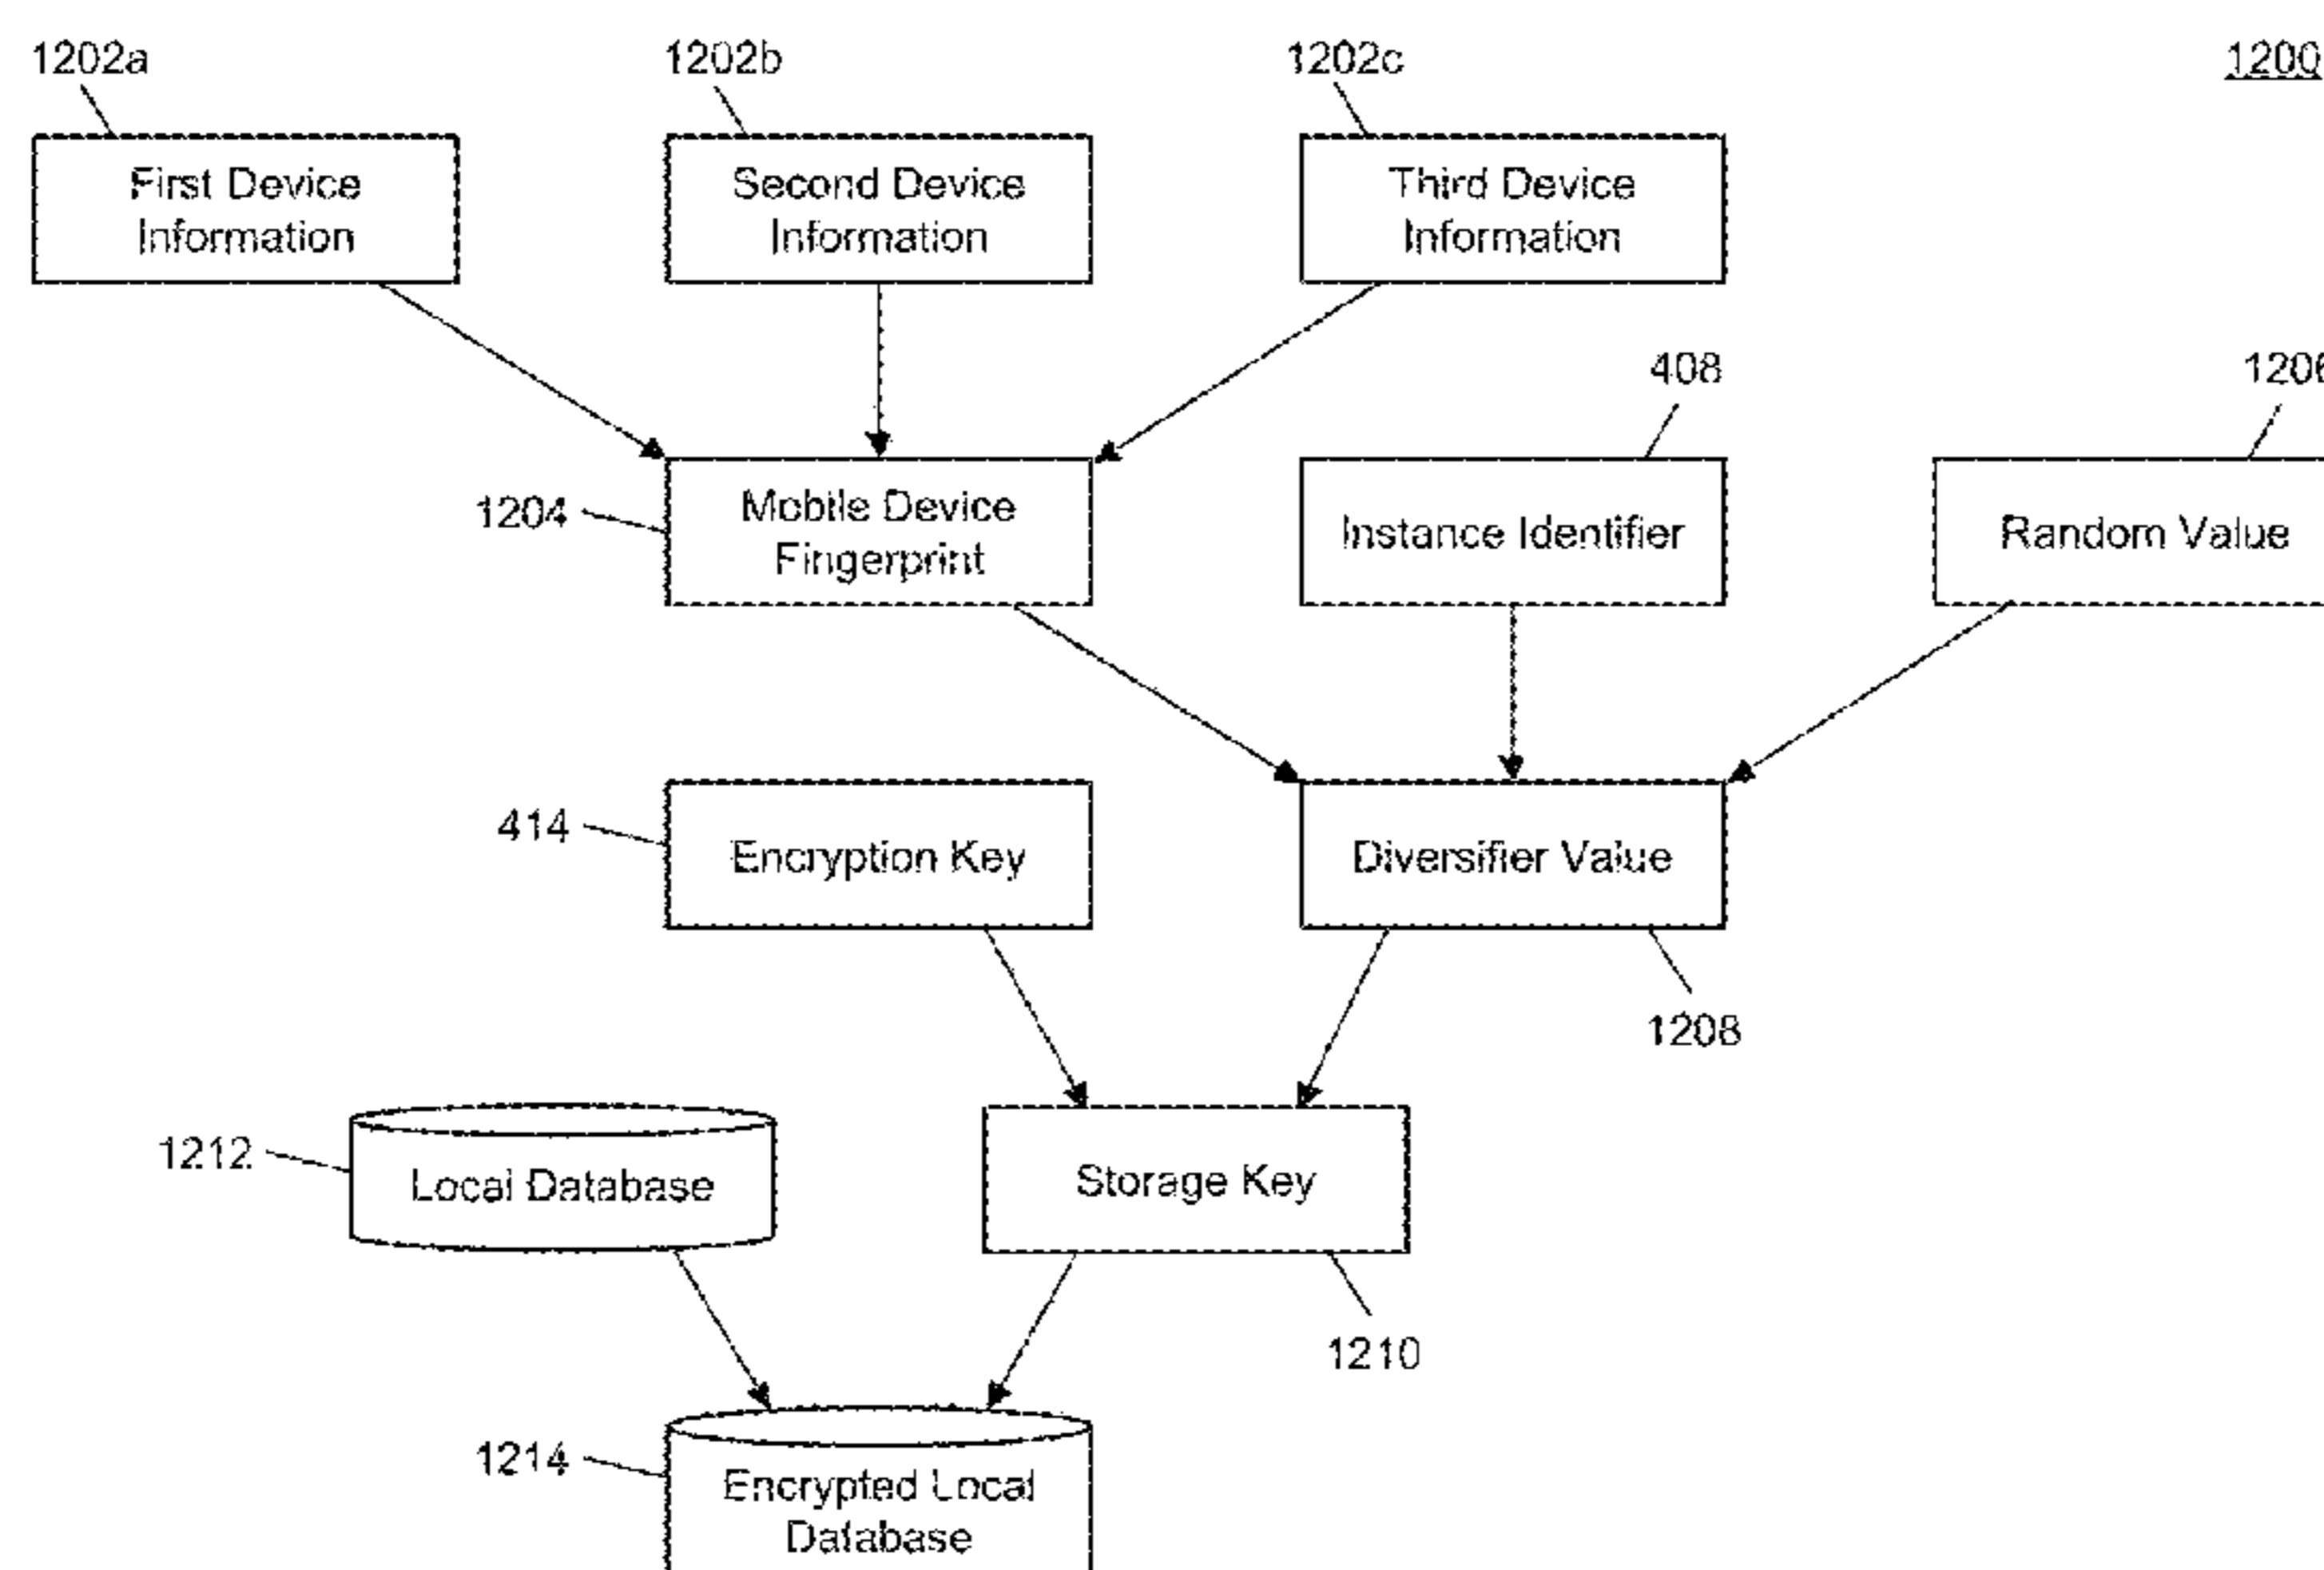 1202a
1202b
1202c
1200
First Device
Information
Second Device
Information
Third Device
Information
408
1206
1204
Mobile Device
Fingerprint
Instance Identifier
Random Value
414
Encryption Key
Diversifier Value
1208
1212
Local Database
Storage Key
1210
1214
Encrypted Local
Database